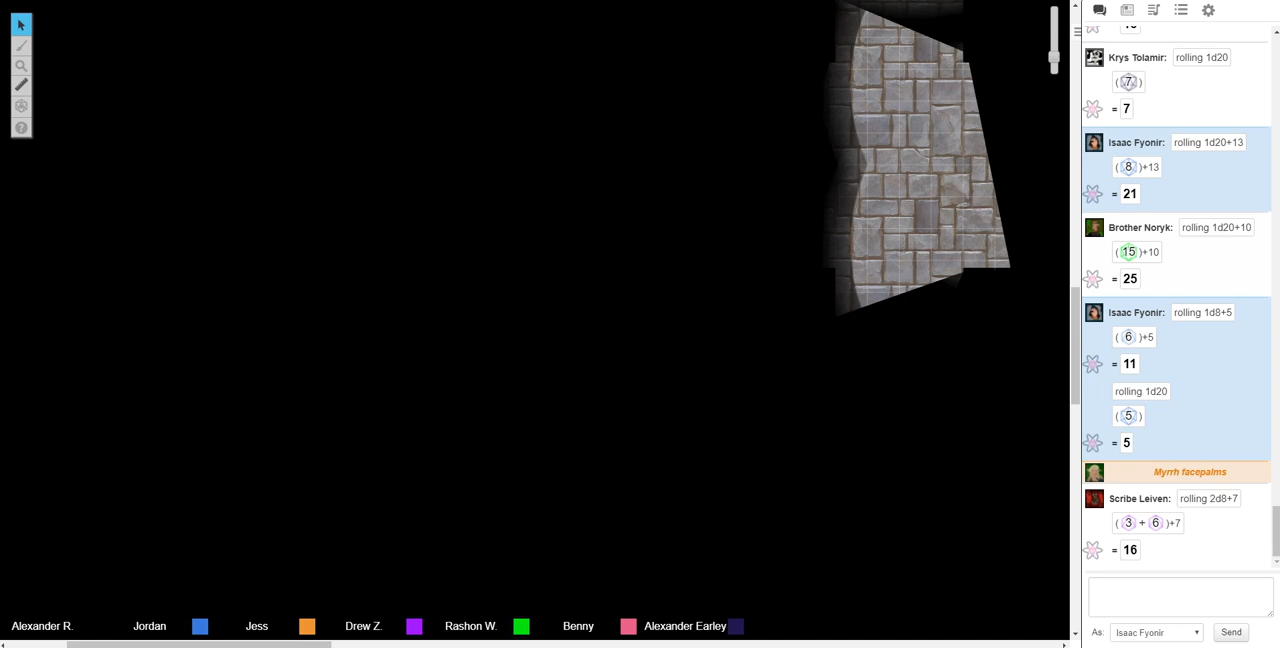 Krys Tolamir: rolling 1d20
(7)
= 7
Isaac Fyonir: rolling 1d20+13
(8)+13
= 21
Brother Noryk: rolling 1d20+10
(15)+10
= 25
Isaac Fyonir: rolling 1d8+5
(6)+5
= 11
rolling 1d20
(5)
= 5
Myrrh facepalms
Scribe Leiven: rolling 2d8+7
(3 + 6)+7
= 16
Alexander R. Jordan Jess Drew Z. Rashon W. Benny Alexander Earley
As: Isaac Fyonir Send